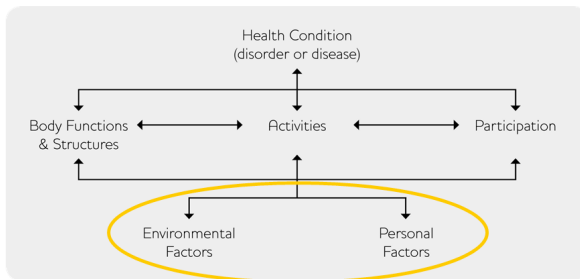 Health Condition
(disorder or disease)
Body Functions
& Structures
Activities
Participation
Environmental
Factors
Personal
Factors